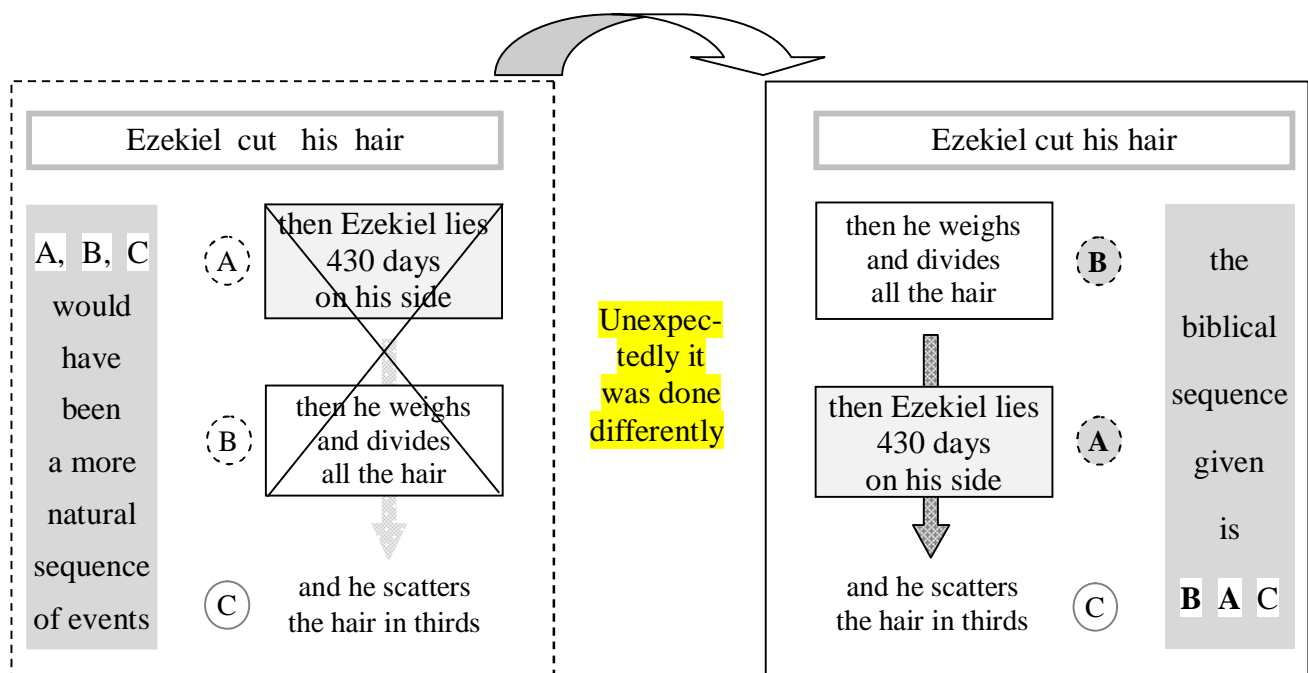 Ezekiel cut his hair
A, B, C
would
have
been
a more
natural
sequence
of events
A
then Ezekiel lies
430 days
on his side
B
then he weighs
and divides
all the hair
C
and he scatters
the hair in thirds
Unexpec-
tedly it
was done
differently
Ezekiel cut his hair
then he weighs
and divides
all the hair
B
then Ezekiel lies
430 days
on his side
A
and he scatters
the hair in thirds
C
the
biblical
sequence
given
is
B A C